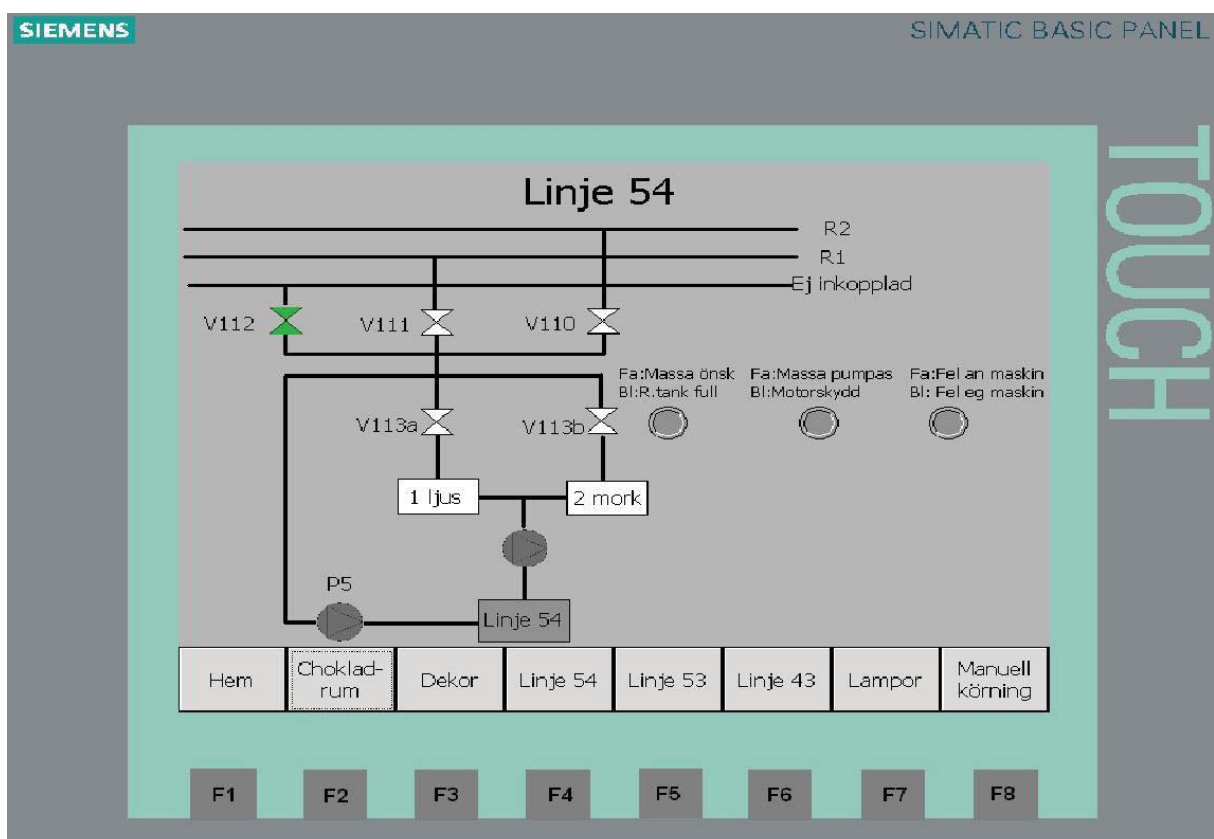 SIEMENS
SIMATIC BASIC PANEL
TOUCH
Linje 54
R2
R1
Ej inkopplad
V112
V111
V110
Fa:Massa önsk
Bl:R.tank full
Fa:Massa pumpas
Bl:Motorskydd
Fa:Fel an maskin
Bl: Fel eg maskin
V113a
V113b
1 ljus
2 mork
P5
Linje 54
Hem
Choklad-
rum
Dekor
Linje 54
Linje 53
Linje 43
Lampor
Manuell
körning
F1
F2
F3
F4
F5
F6
F7
F8